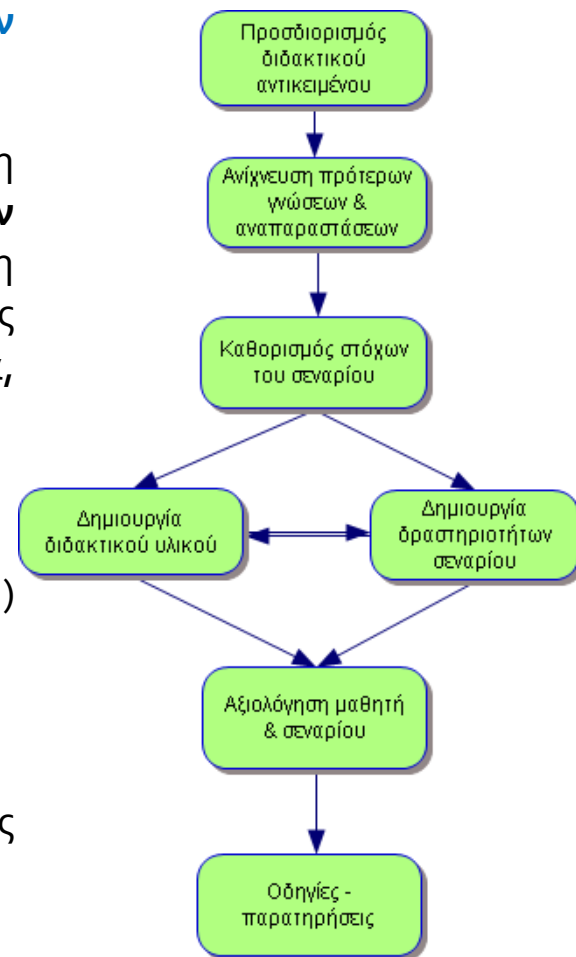 ν
η
ν
η
ς
,
)
ς
Προσδιορισμός
διδακτικού
αντικειμένου
Ανίχνευση πρότερων
γνώσεων &
αναπαραστάσεων
Καθορισμός στόχων
του σεναρίου
Δημιουργία
διδακτικού υλικού
Δημιουργία
δραστηριοτήτων
σεναρίου
Αξιολόγηση μαθητή
& σεναρίου
Οδηγίες -
παρατηρήσεις